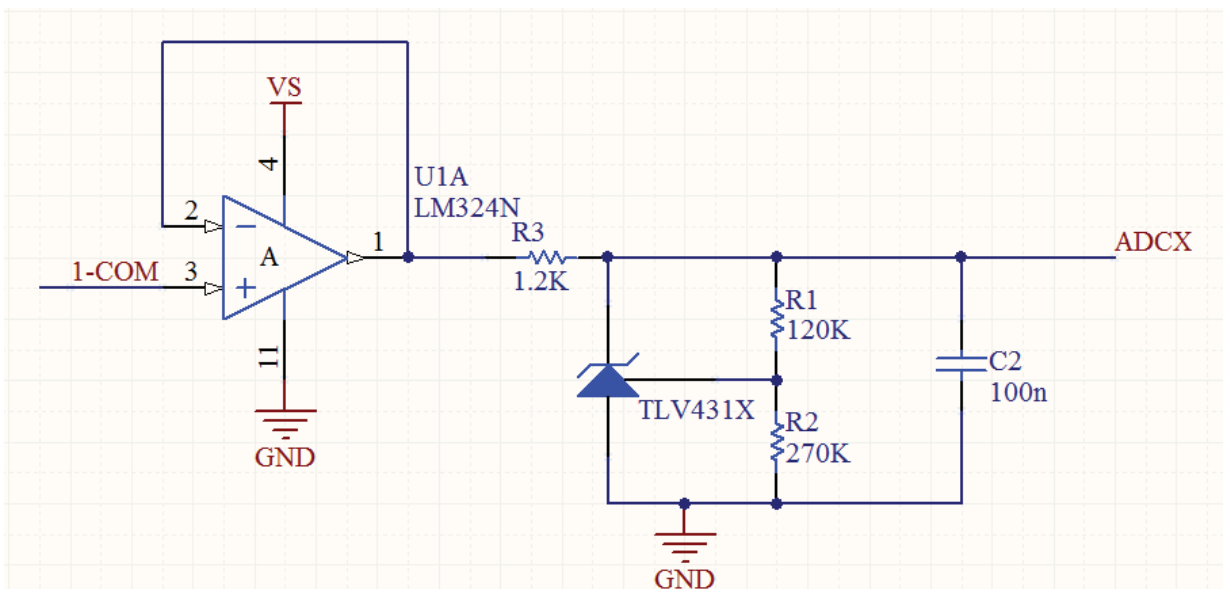 VS
4
U1A
LM324N
2
1
A
1-COM
3
11
GND
R3
1.2K
ADCX
R1
120K
TLV431X
R2
270K
C2
100n
GND